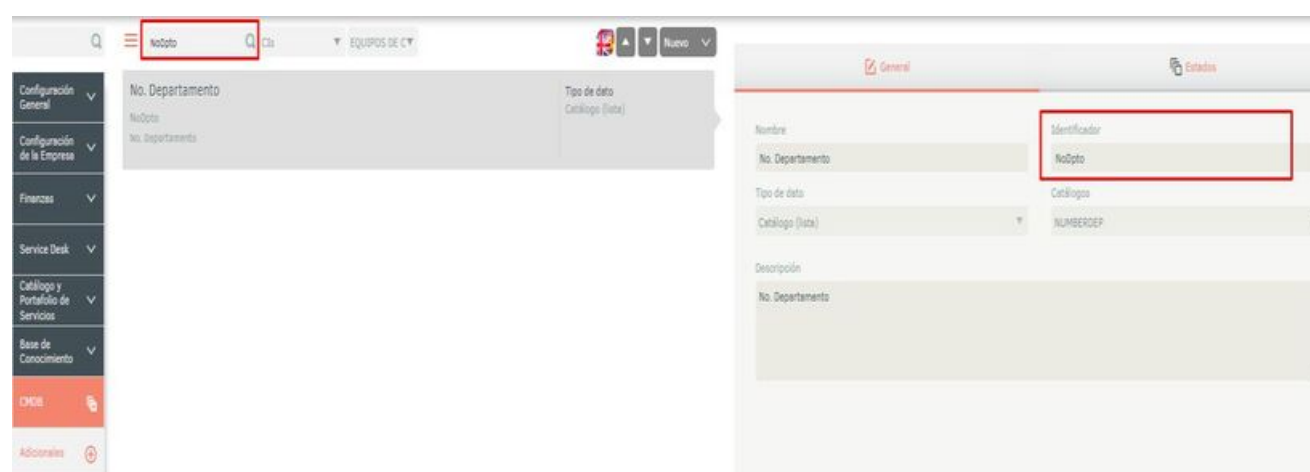 NoDpto
CIs
EQUIPOS DE C
Nuevo
Configuración
General
Configuración
de la Empresa
Finanzas
Service Desk
Catálogo y
Portafolio de
Servicios
Base de
Conocimiento
CMDB
Adicionales
No. Departamento
NoDpto
No. Departamento
Tipo de dato
Catálogo (lista)
General
Estados
Nombre
No. Departamento
Identificador
NoDpto
Tipo de dato
Catálogo (lista)
Catálogos
NUMBERDEP
Descripción
No. Departamento